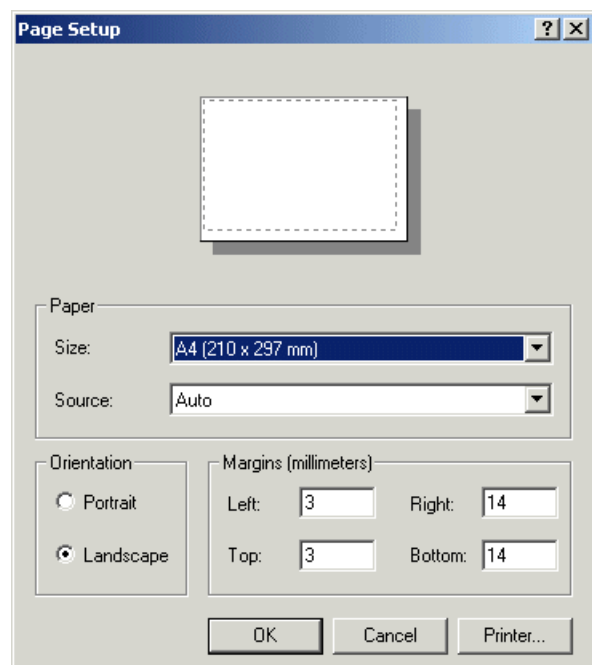 Page Setup
Paper
Size: A4 (210 x 297 mm)
Source: Auto
Orientation
Portrait
Landscape
Margins (millimeters)
Left: 3 Right: 14
Top: 3 Bottom: 14
OK Cancel Printer...